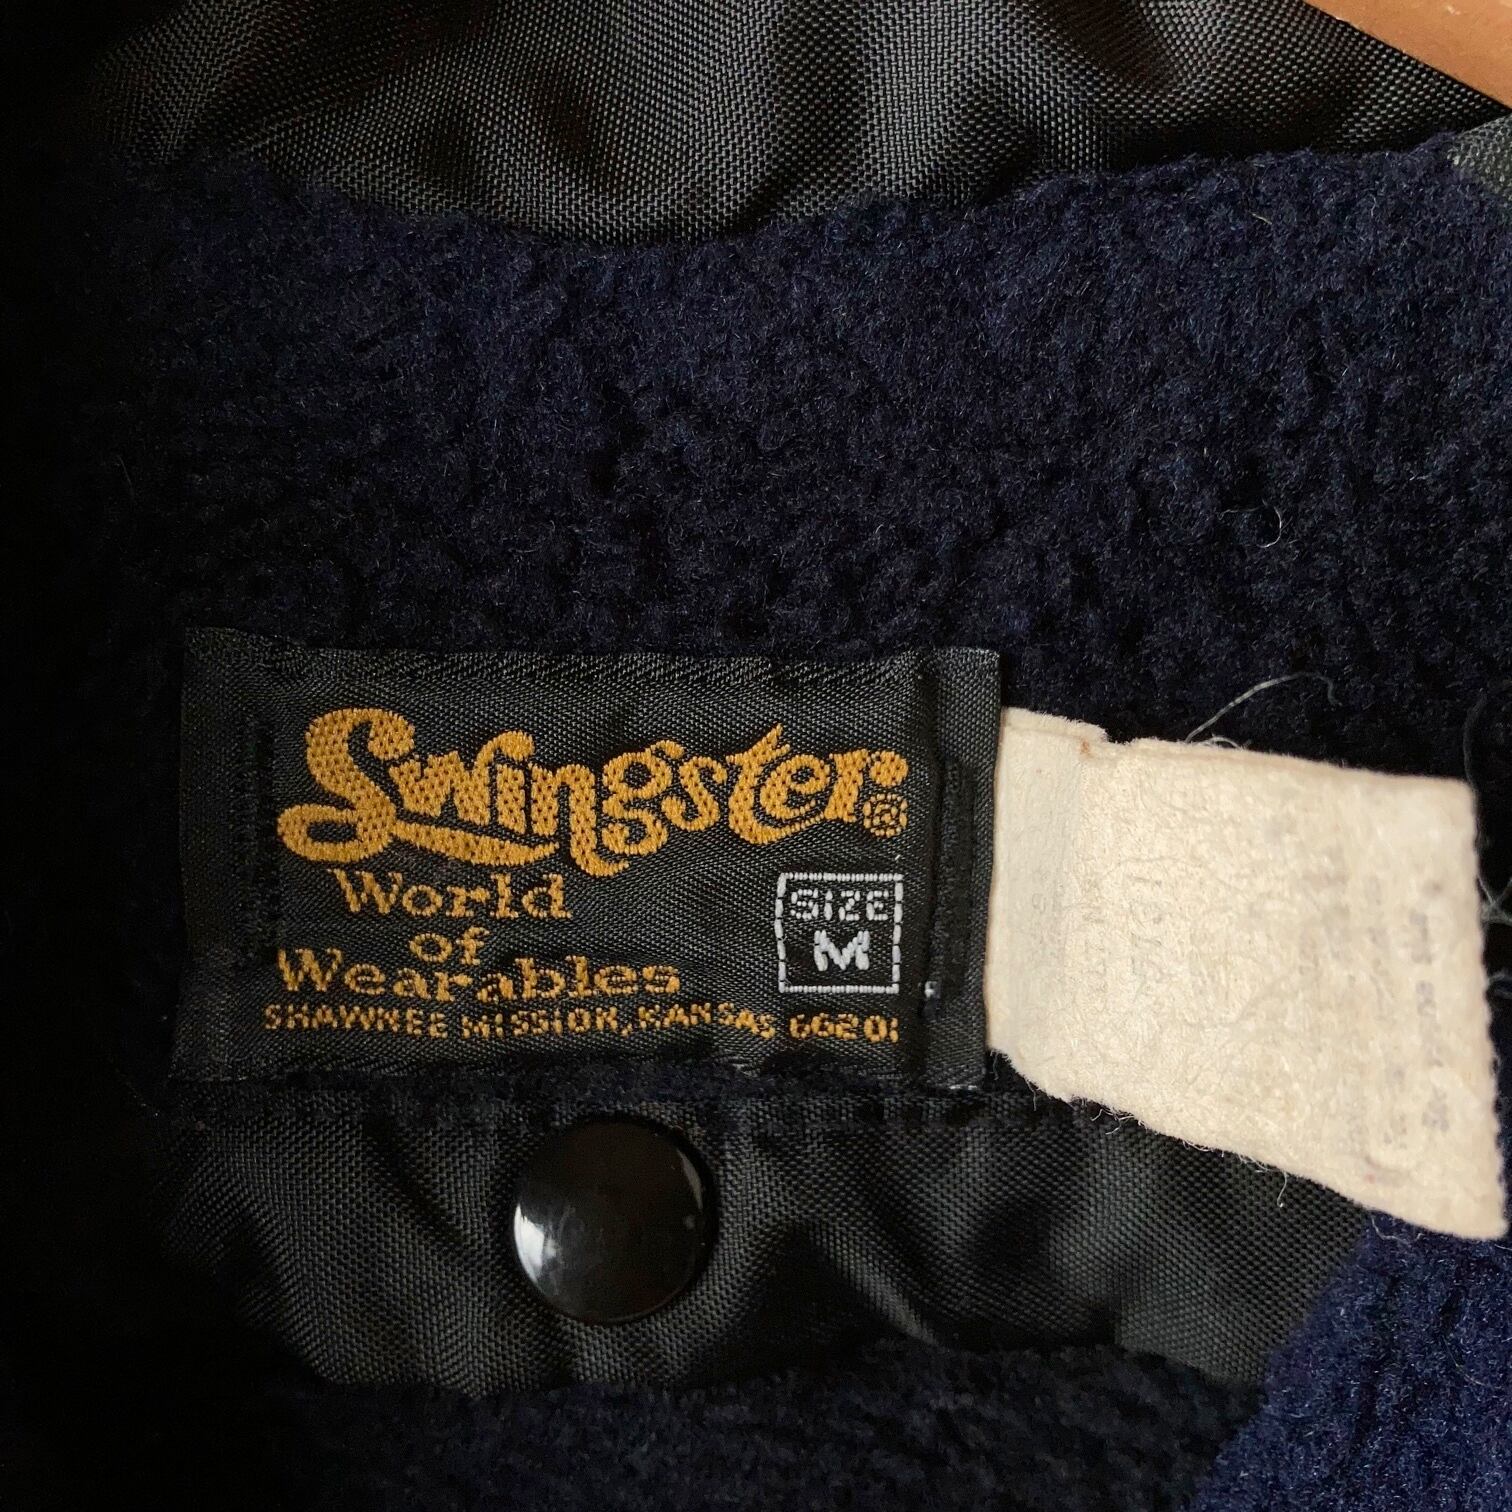 Swingster®
World
of
Wearables
SHAWNEE MISSION, KANSAS 66201
SIZE
M